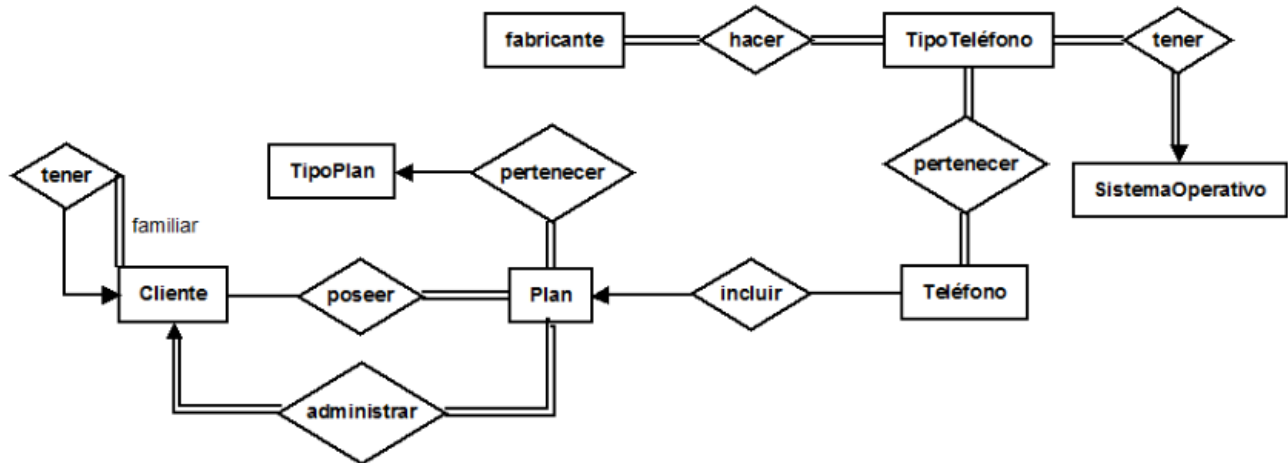 fabricante
hacer
TipoTeléfono
tener
tener
TipoPlan
pertenecer
pertenecer
SistemaOperativo
familiar
Cliente
poseer
Plan
incluir
Teléfono
administrar